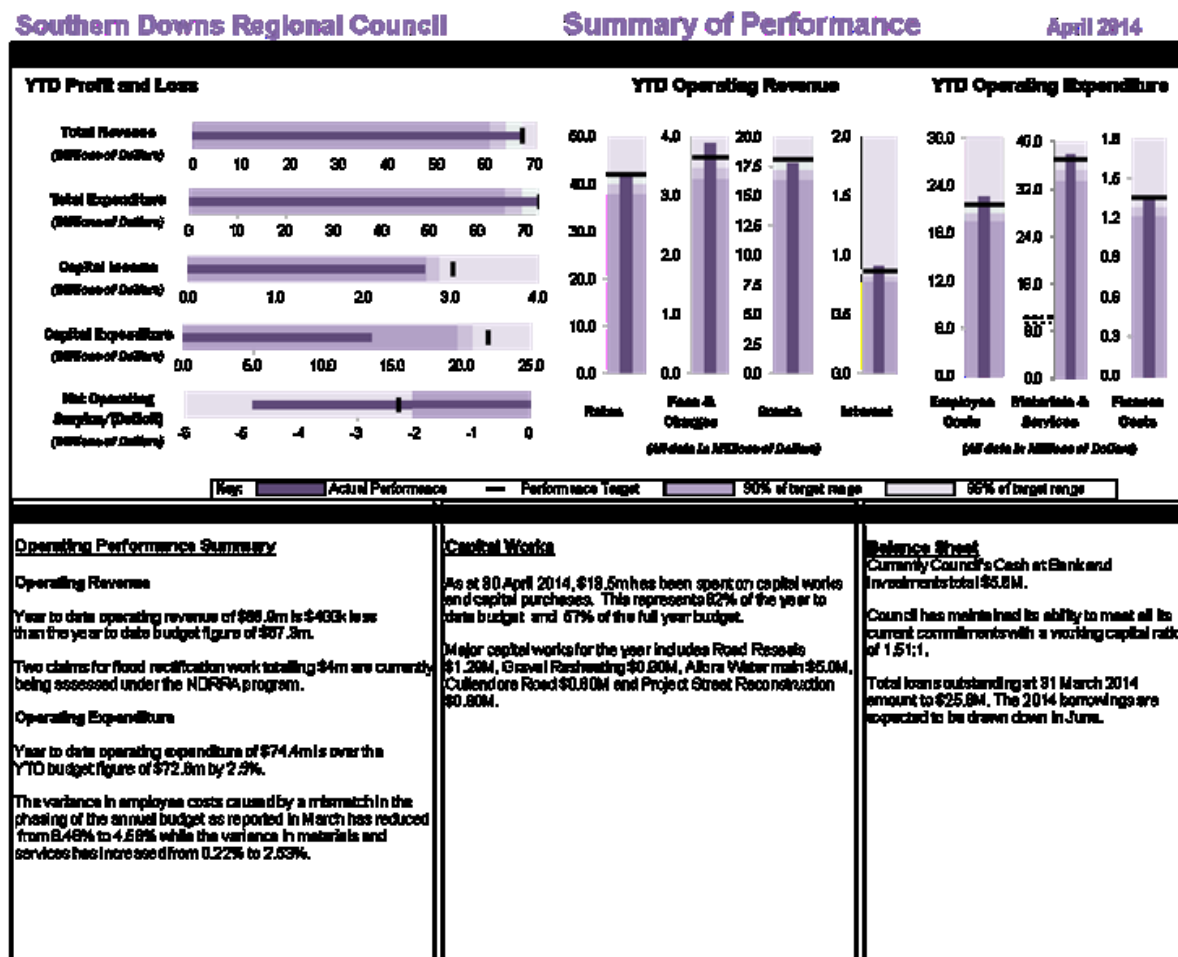 Southern Downs Regional Council
Summary of Performance
April 2014
YTD Profit and Loss
Total Revenue
(Millions of Dollars)
0 10 20 30 40 50 60 70
Total Expenditure
(Millions of Dollars)
0 10 20 30 40 50 60 70
Capital Income
(Millions of Dollars)
0.0 1.0 2.0 3.0 4.0
Capital Expenditure
(Millions of Dollars)
0.0 5.0 10.0 15.0 20.0 25.0
Net Operating
Surplus/(Deficit)
(Millions of Dollars)
-6 -5 -4 -3 -2 0
YTD Operating Revenue
50.0 40.0 30.0 20.0 10.0 0.0
Rates
4.0 3.0 2.0 1.0 0.0
Fees &
Charges
20.0 17.5 15.0 12.5 10.0 7.5 5.0 2.5 0.0
Grants
2.0 1.5 1.0 0.5 0.0
Interest
(All data in Millions of Dollars)
YTD Operating Expenditure
30.0 24.0 18.0 12.0 6.0 0.0
Employee
Costs
40.0 32.0 24.0 16.0 8.0 0.0
Materials &
Services
1.8 1.5 1.2 0.9 0.6 0.3 0.0
Finance
Costs
(All data in Millions of Dollars)
Key: Actual Performance Performance Target 90% of target range 95% of target range
Operating Performance Summary
Operating Revenue
Year to date operating revenue of $66.9m is $400k less
than the year to date budget figure of $67.3m.
Two claims for flood rectification work totalling $4m are currently
being assessed under the NDRRA program.
Operating Expenditure
Year to date operating expenditure of $74.4m is over the
YTD budget figure of $72.6m by 2.5%.
The variance in employee costs caused by a mismatch in the
phasing of the annual budget as reported in March has reduced
from to 4.58% while the variance in materials and
services has increased from 0.22% to 2.53%.
Capital Works
As at 30 April 2014, has been spent on capital works
and capital purchases. This represents of the year to
date budget and 57% of the full year budget.
Major capital works for the year includes Road Reseals
Gravel Resheeting Allora Water main $5.0M,
Cullendore Road and Project Street Reconstruction
Balance Sheet
Currently Council's Cash at Bank and
Investments total
Council has maintained its ability to meet all its
current commitments with a working capital ratio
of 1.51:1.
Total loans outstanding at 31 March 2014
amount to The 2014 borrowings are
expected to be drawn down in June.